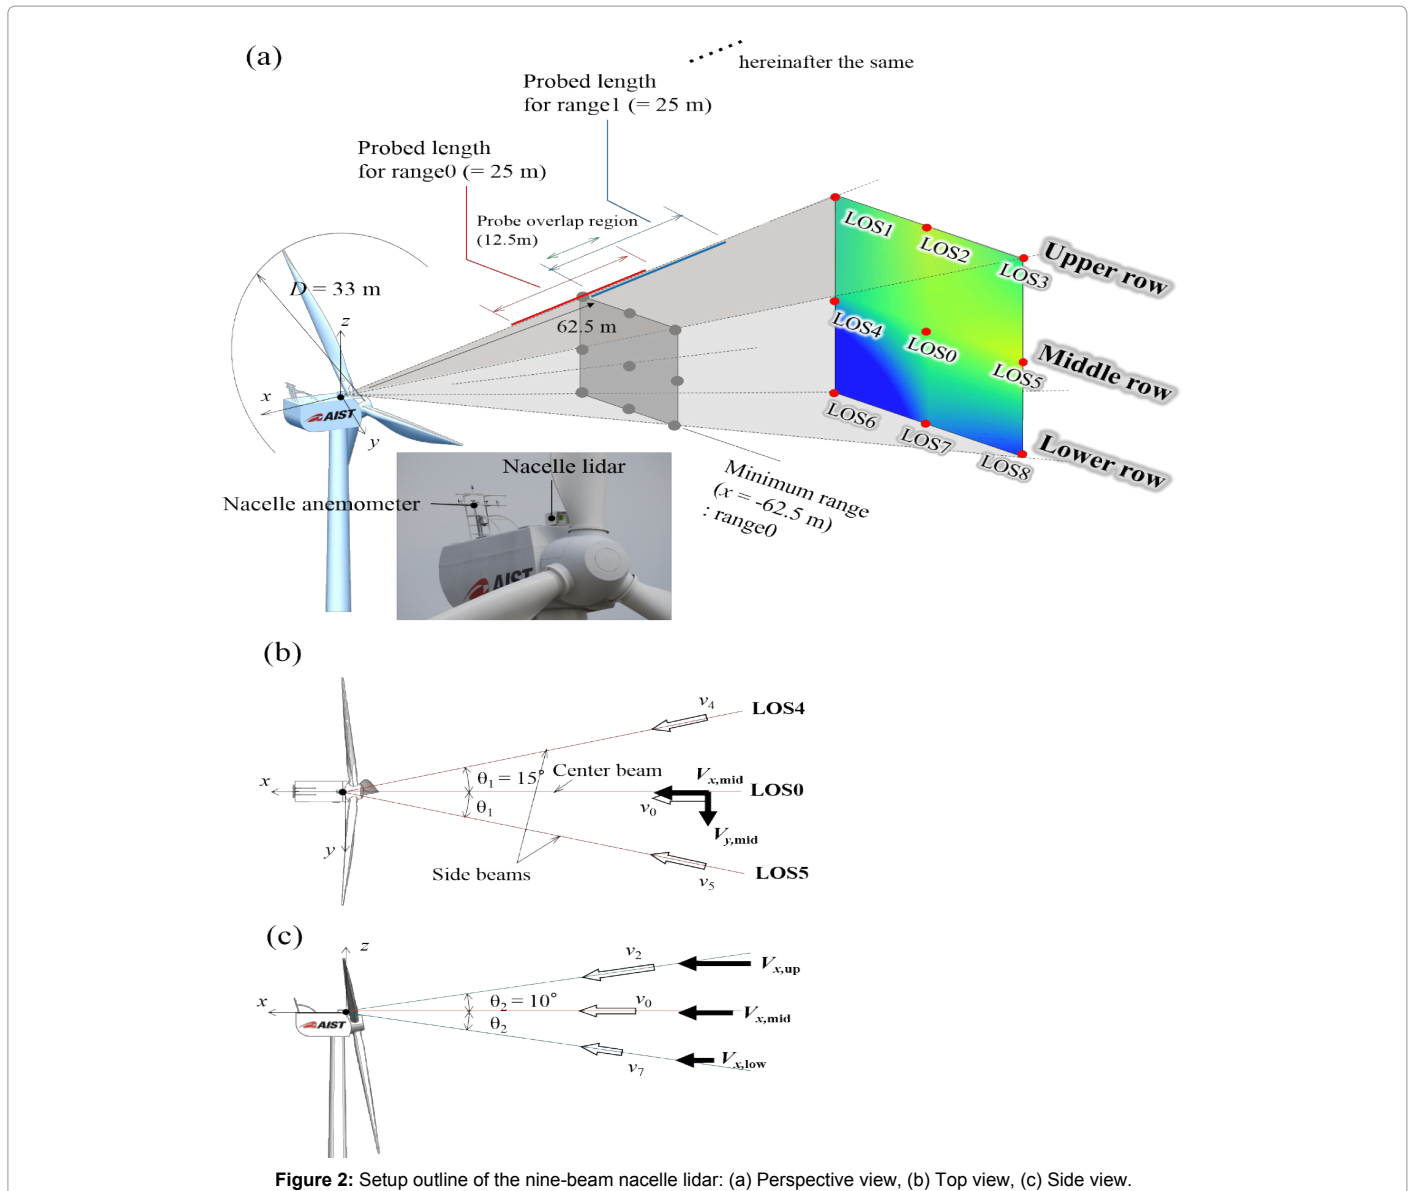 (a)
hereinafter the same
Probed length
for range1 (= 25 m)
Probed length
for range0 (= 25 m)
Probe overlap region
(12.5m)
D = 33 m
62.5 m
z
x
y
AIST
LOS1
LOS2
LOS3
LOS4
LOS0
LOS5
LOS6
LOS7
LOS8
Upper row
Middle row
Lower row
Minimum range
(x = -62.5 m)
: range0
Nacelle lidar
Nacelle anemometer
AIST
(b)
v4
LOS4
θ1 = 15°
Center beam
Vx,mid
x
LOS0
θ1
v0
Vy,mid
y
Side beams
v5
LOS5
(c)
z
v2
Vx,up
x
θ2 = 10°
v0
Vx,mid
AIST
θ2
v7
Vx,low
Figure 2: Setup outline of the nine-beam nacelle lidar: (a) Perspective view, (b) Top view, (c) Side view.